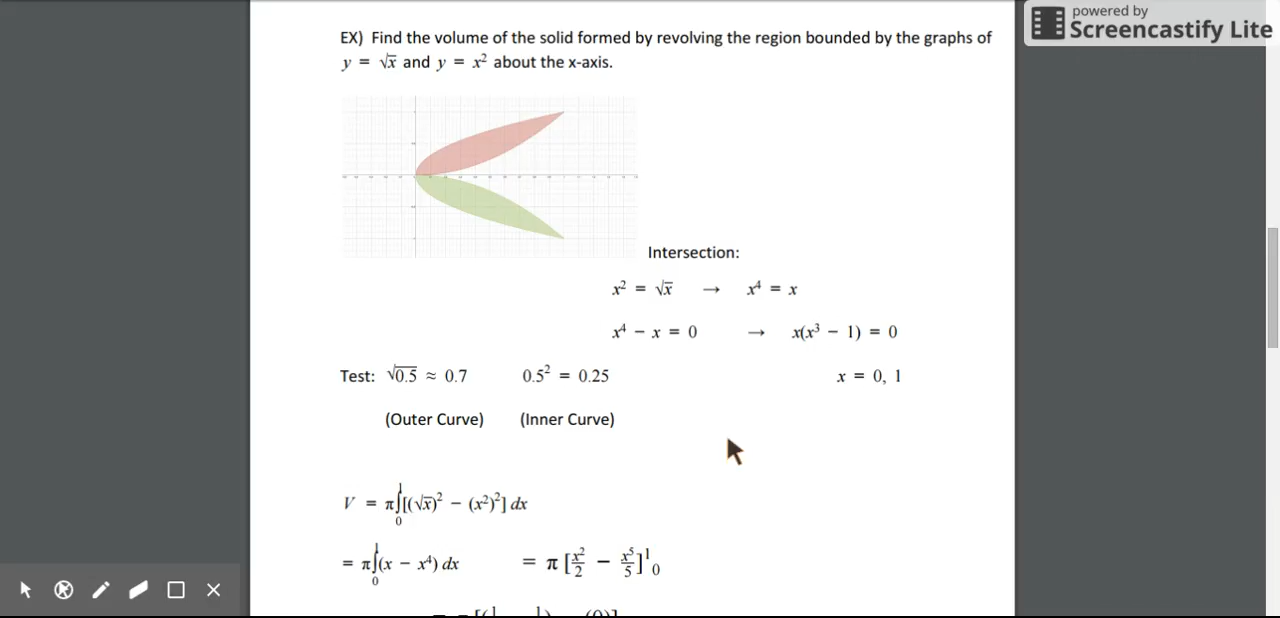 powered by
Screencastify Lite
EX) Find the volume of the solid formed by revolving the region bounded by the graphs of
y = √x and y = x² about the x-axis.
Intersection:
x² = √x → x⁴ = x
x⁴ − x = 0 → x(x³ − 1) = 0
Test: √0.5 ≈ 0.7 0.5² = 0.25 x = 0, 1
(Outer Curve) (Inner Curve)
V = π∫₀¹[(√x)² − (x²)²] dx
= π∫₀¹(x − x⁴) dx = π [x²/2 − x⁵/5]¹₀